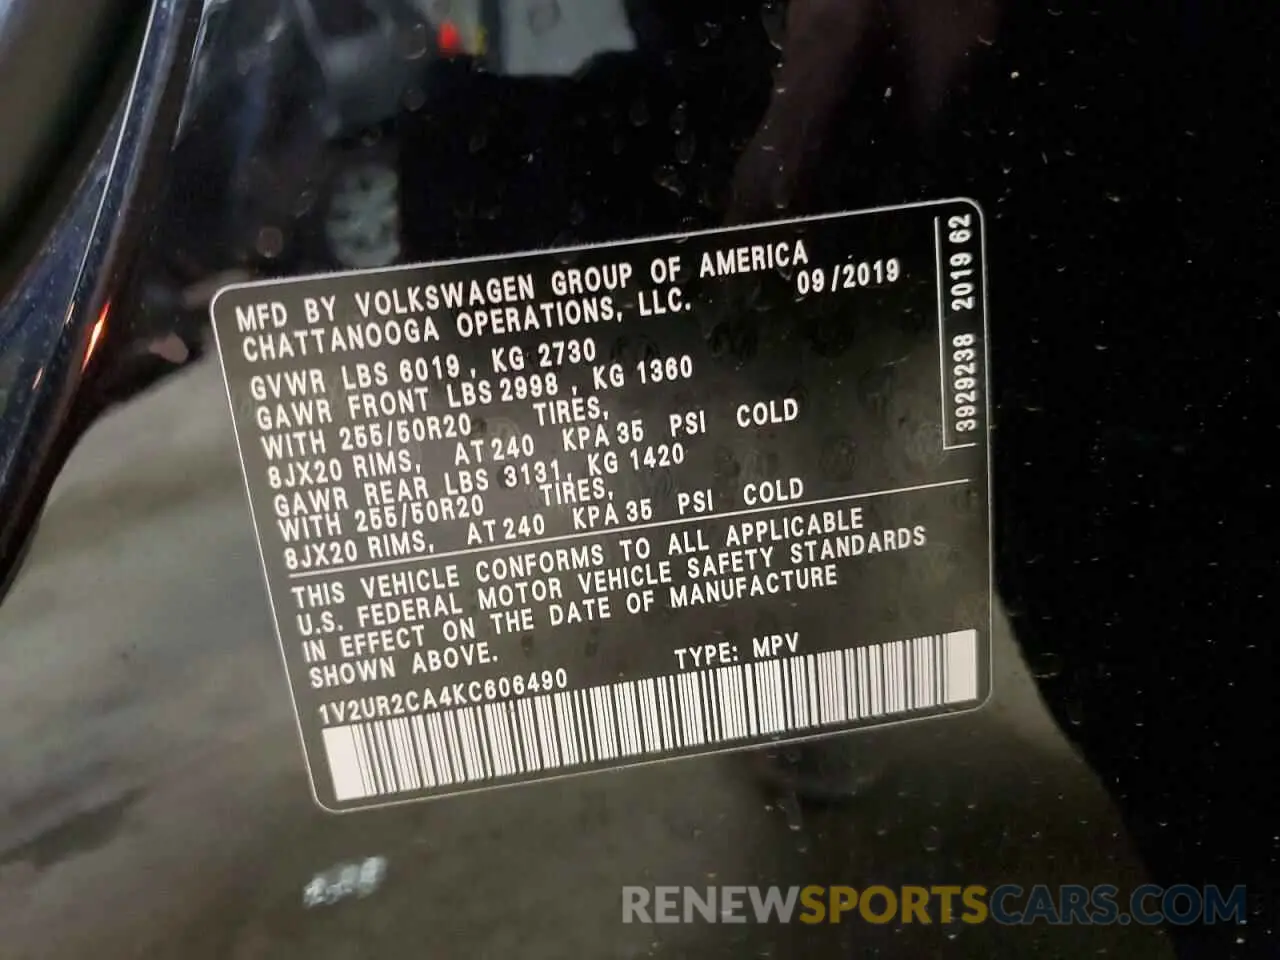 MFD BY VOLKSWAGEN GROUP OF AMERICA
CHATTANOOGA OPERATIONS, LLC.
09/2019
GVWR LBS 6019, KG 2730
GAWR FRONT LBS 2998, KG 1360
WITH 255/50R20 TIRES,
8JX20 RIMS, AT 240 KPA 35 PSI COLD
GAWR REAR LBS 3131, KG 1420
WITH 255/50R20 TIRES,
8JX20 RIMS, AT 240 KPA 35 PSI COLD
THIS VEHICLE CONFORMS TO ALL APPLICABLE
U.S. FEDERAL MOTOR VEHICLE SAFETY STANDARDS
IN EFFECT ON THE DATE OF MANUFACTURE
SHOWN ABOVE.
TYPE: MPV
1V2UR2CA4KC606490
3929238 2019 62
RENEWSPORTSCARS.COM